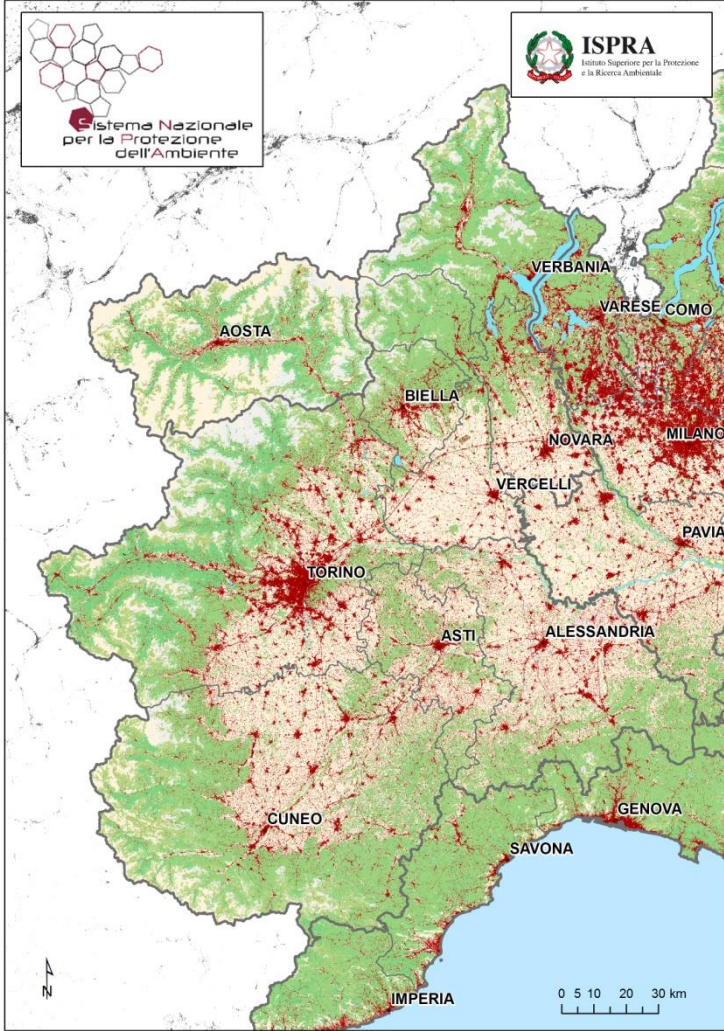 Sistema Nazionale
per la Protezione
dell'Ambiente
ISPRA
Istituto Superiore per la Protezione
e la Ricerca Ambientale
VERBANIA
VARESE
COMO
AOSTA
BIELLA
NOVARA
MILANO
VERCELLI
PAVIA
TORINO
ASTI
ALESSANDRIA
CUNEO
GENOVA
SAVONA
IMPERIA
N
0 5 10 20 30 km